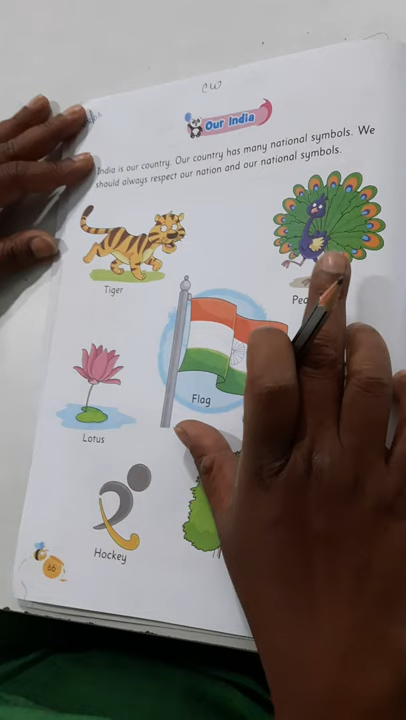 CW
Our India
India is our country. Our country has many national symbols. We
should always respect our nation and our national symbols.
Tiger
Lotus
Flag
Hockey
66